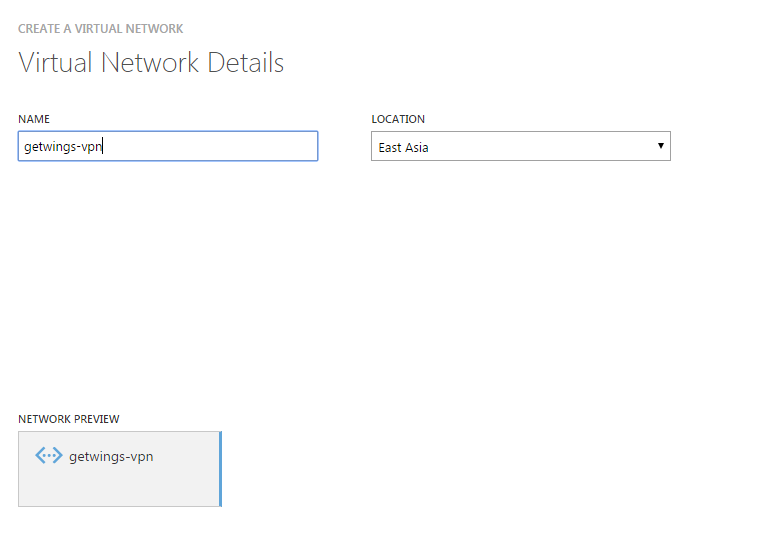 CREATE A VIRTUAL NETWORK
Virtual Network Details
NAME
LOCATION
getwings-vpn
East Asia
NETWORK PREVIEW
getwings-vpn